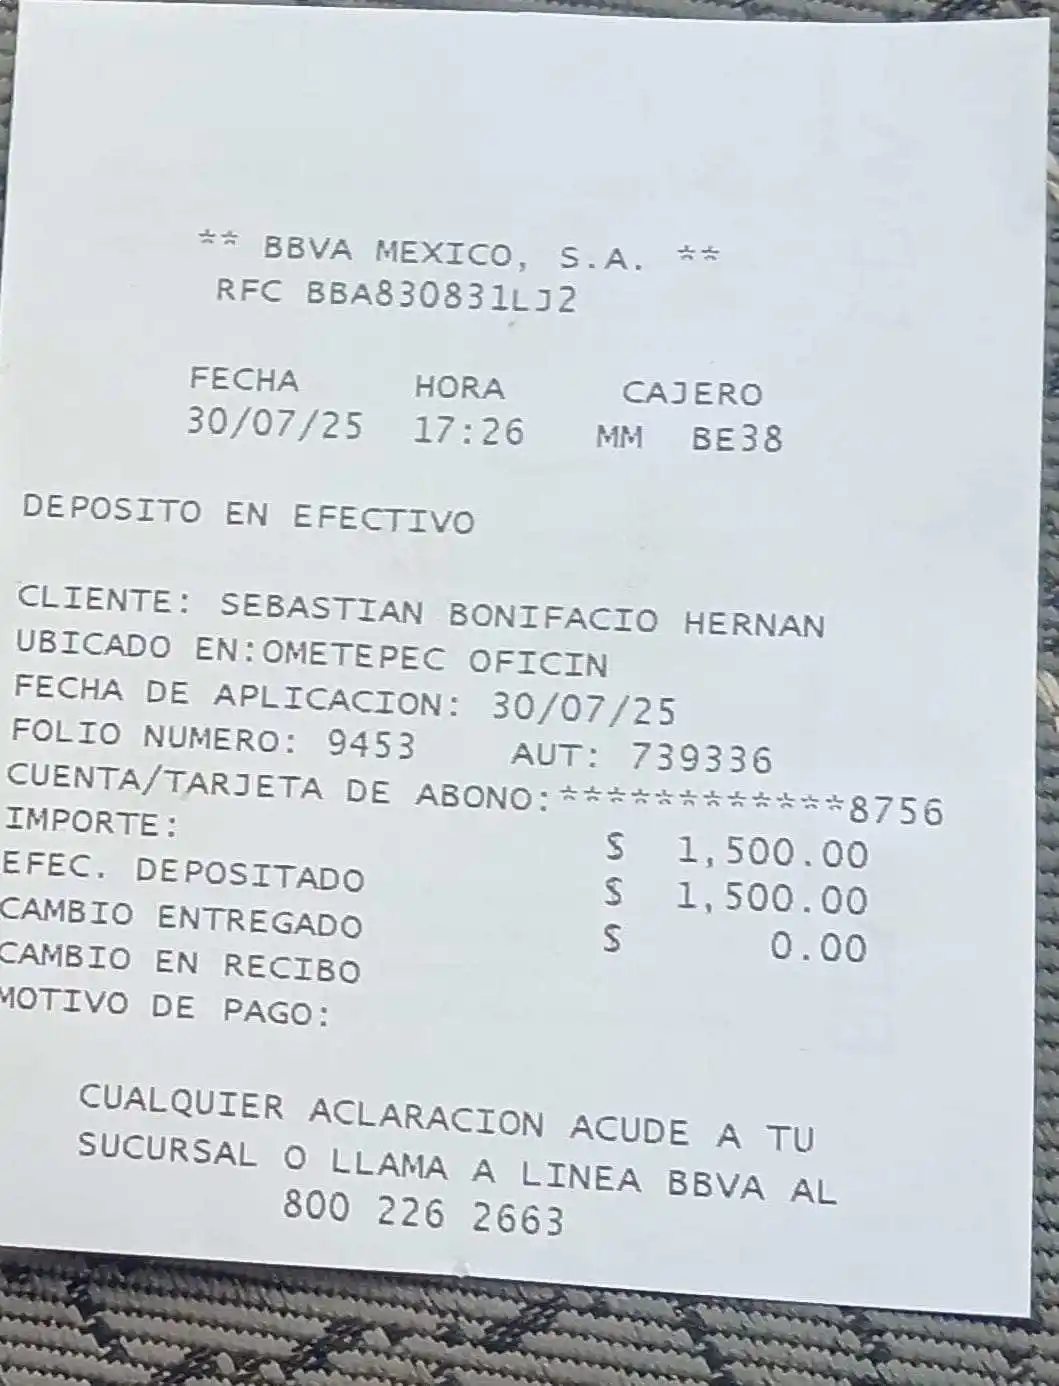 ** BBVA MEXICO, S.A. **
RFC BBA830831LJ2
FECHA HORA CAJERO
30/07/25 17:26 MM BE38
DEPOSITO EN EFECTIVO
CLIENTE: SEBASTIAN BONIFACIO HERNAN
UBICADO EN:OMETEPEC OFICIN
FECHA DE APLICACION: 30/07/25
FOLIO NUMERO: 9453 AUT: 739336
CUENTA/TARJETA DE ABONO:************8756
IMPORTE: $ 1,500.00
EFEC. DEPOSITADO $ 1,500.00
CAMBIO ENTREGADO $ 0.00
CAMBIO EN RECIBO
MOTIVO DE PAGO:
CUALQUIER ACLARACION ACUDE A TU
SUCURSAL O LLAMA A LINEA BBVA AL
800 226 2663